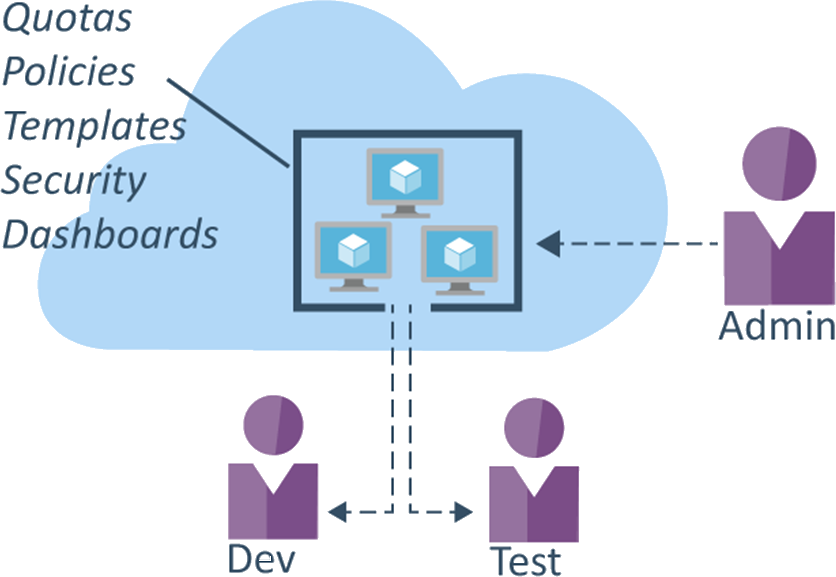 Quotas
Policies
Templates
Security
Dashboards
Admin
Dev
Test